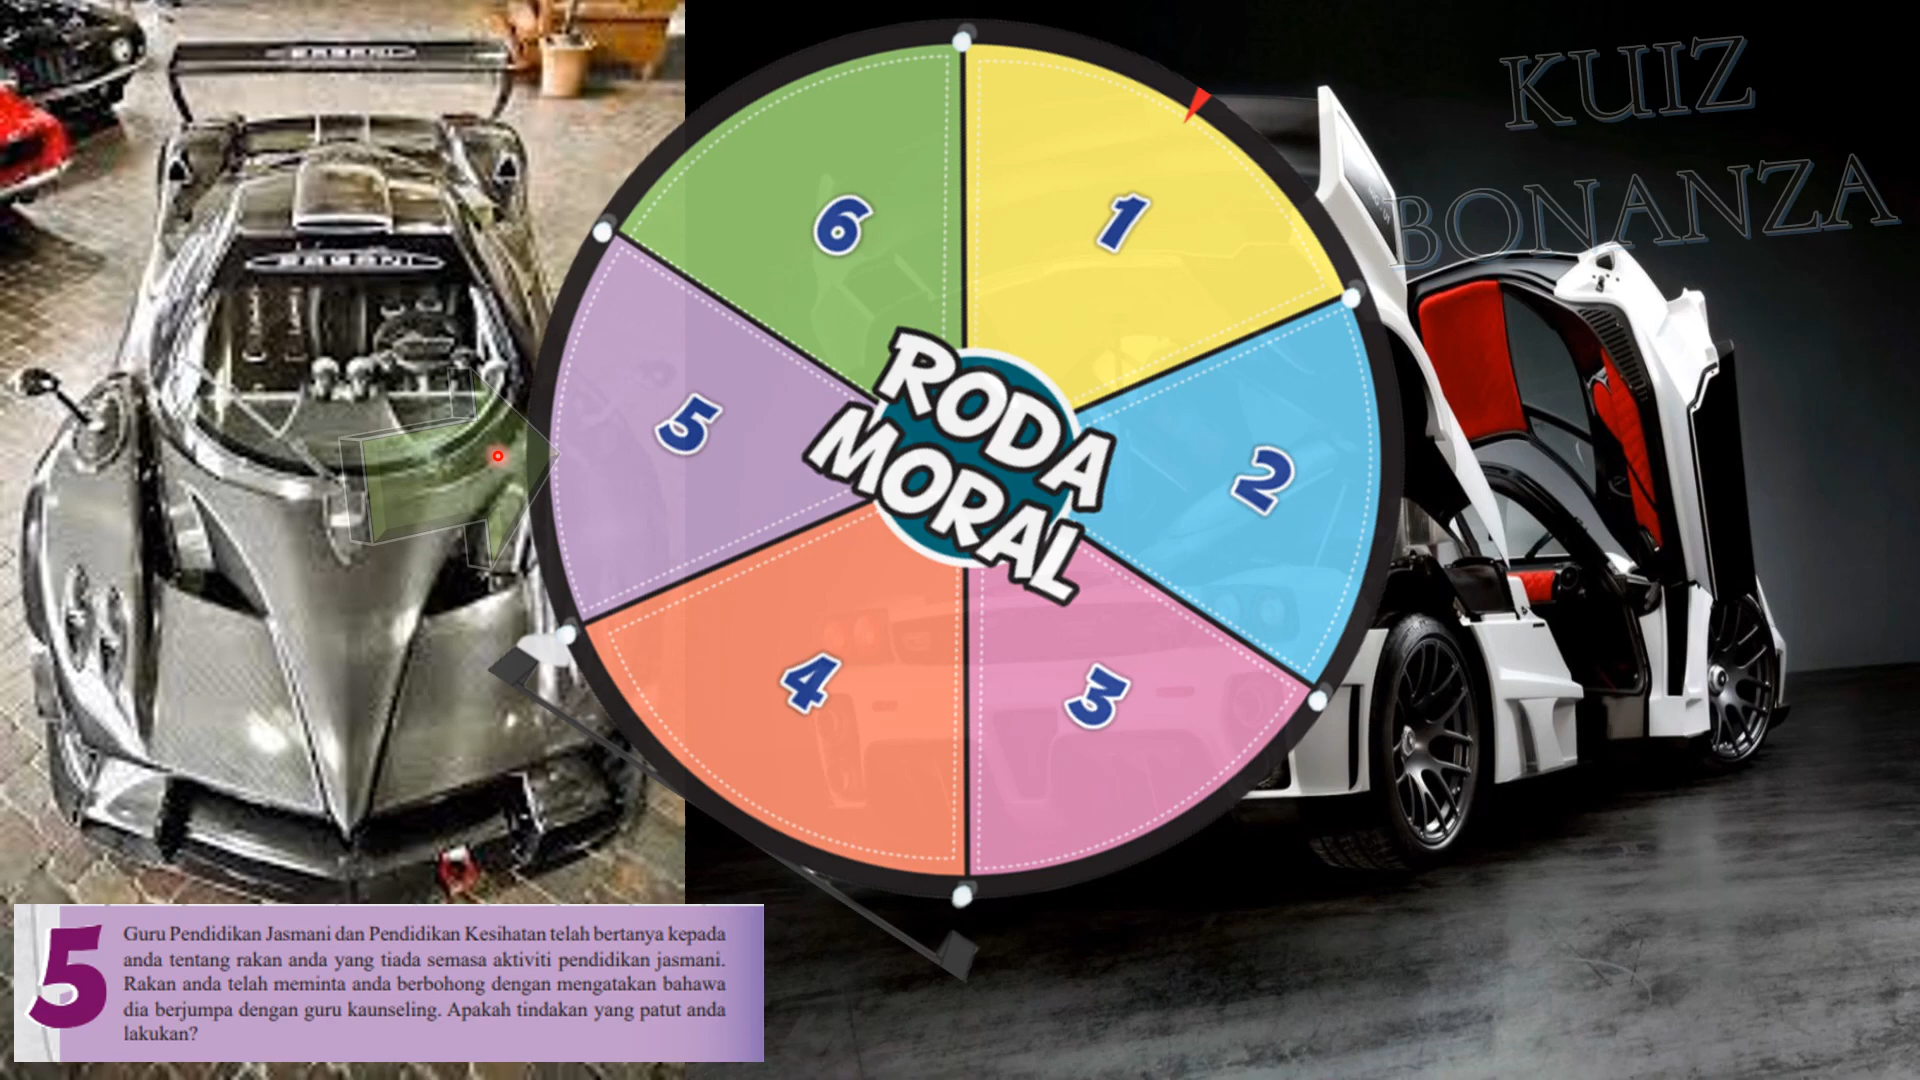 PAGANI
PAGANI
KUIZ
BONANZA
6
1
5
2
4
3
RODA
MORAL
5
Guru Pendidikan Jasmani dan Pendidikan Kesihatan telah bertanya kepada
anda tentang rakan anda yang tiada semasa aktiviti pendidikan jasmani.
Rakan anda telah meminta anda berbohong dengan mengatakan bahawa
dia berjumpa dengan guru kaunseling. Apakah tindakan yang patut anda
lakukan?